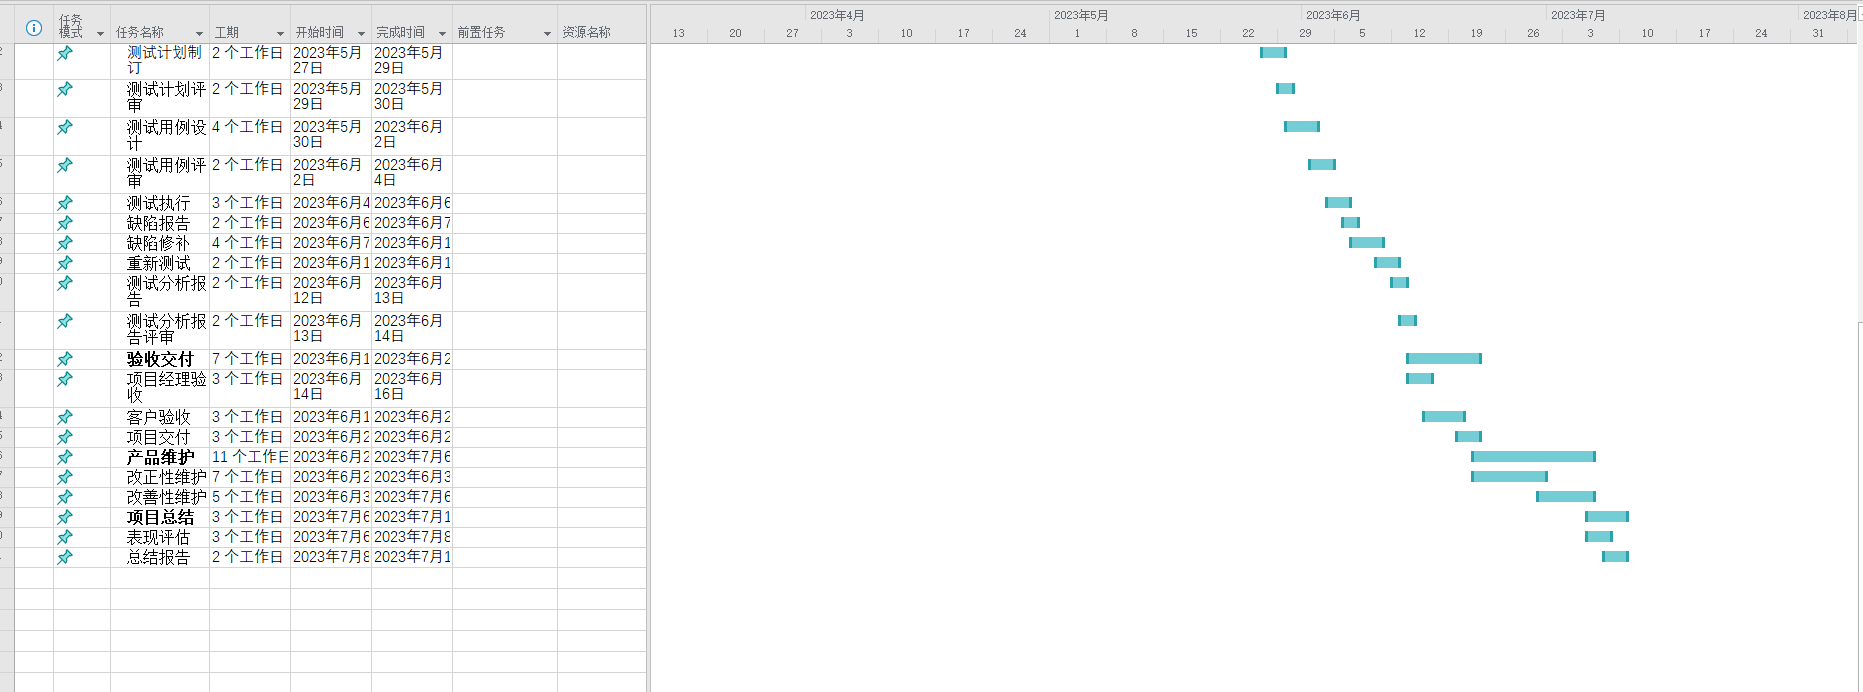 任务模式 任务名称 工期 开始时间 完成时间 前置任务 资源名称
2023年4月 2023年5月 2023年6月 2023年7月 2023年8月
13 20 27 3 10 17 24 1 8 15 22 29 5 12 19 26 3 10 17 24 31
测试计划制订 2 个工作日 2023年5月27日 2023年5月29日
测试计划评审 2 个工作日 2023年5月29日 2023年5月30日
测试用例设计 4 个工作日 2023年5月30日 2023年6月2日
测试用例评审 2 个工作日 2023年6月2日 2023年6月4日
测试执行 3 个工作日 2023年6月4 2023年6月6
缺陷报告 2 个工作日 2023年6月6 2023年6月7
缺陷修补 4 个工作日 2023年6月7 2023年6月1
重新测试 2 个工作日 2023年6月1 2023年6月1
测试分析报告 2 个工作日 2023年6月12日 2023年6月13日
测试分析报告评审 2 个工作日 2023年6月13日 2023年6月14日
验收交付 7 个工作日 2023年6月1 2023年6月2
项目经理验收 3 个工作日 2023年6月14日 2023年6月16日
客户验收 3 个工作日 2023年6月1 2023年6月2
项目交付 3 个工作日 2023年6月2 2023年6月2
产品维护 11 个工作日 2023年6月2 2023年7月6
改正性维护 7 个工作日 2023年6月2 2023年6月3
改善性维护 5 个工作日 2023年6月3 2023年7月6
项目总结 3 个工作日 2023年7月6 2023年7月1
表现评估 3 个工作日 2023年7月6 2023年7月8
总结报告 2 个工作日 2023年7月8 2023年7月1